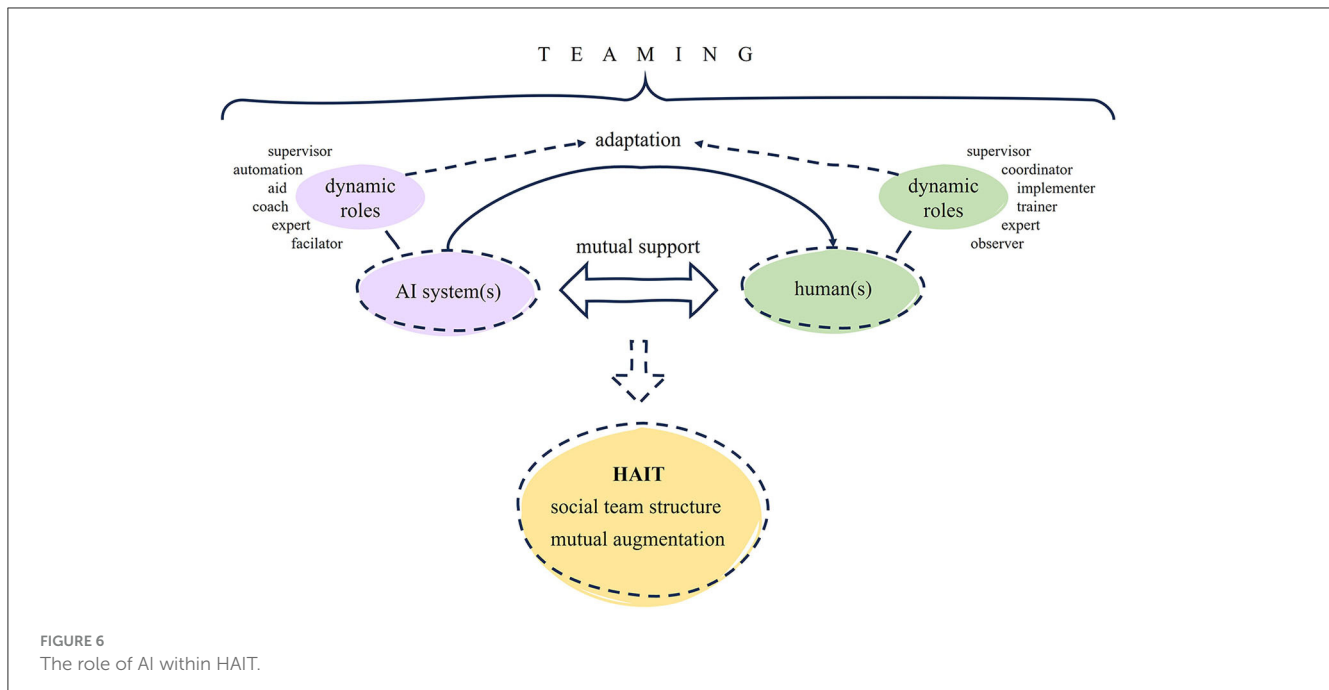 T E A M I N G
adaptation
supervisor
automation
aid
coach
expert
facilator
dynamic
roles
supervisor
coordinator
implementer
trainer
expert
observer
dynamic
roles
mutual support
AI system(s)
human(s)
HAIT
social team structure
mutual augmentation
FIGURE 6
The role of AI within HAIT.